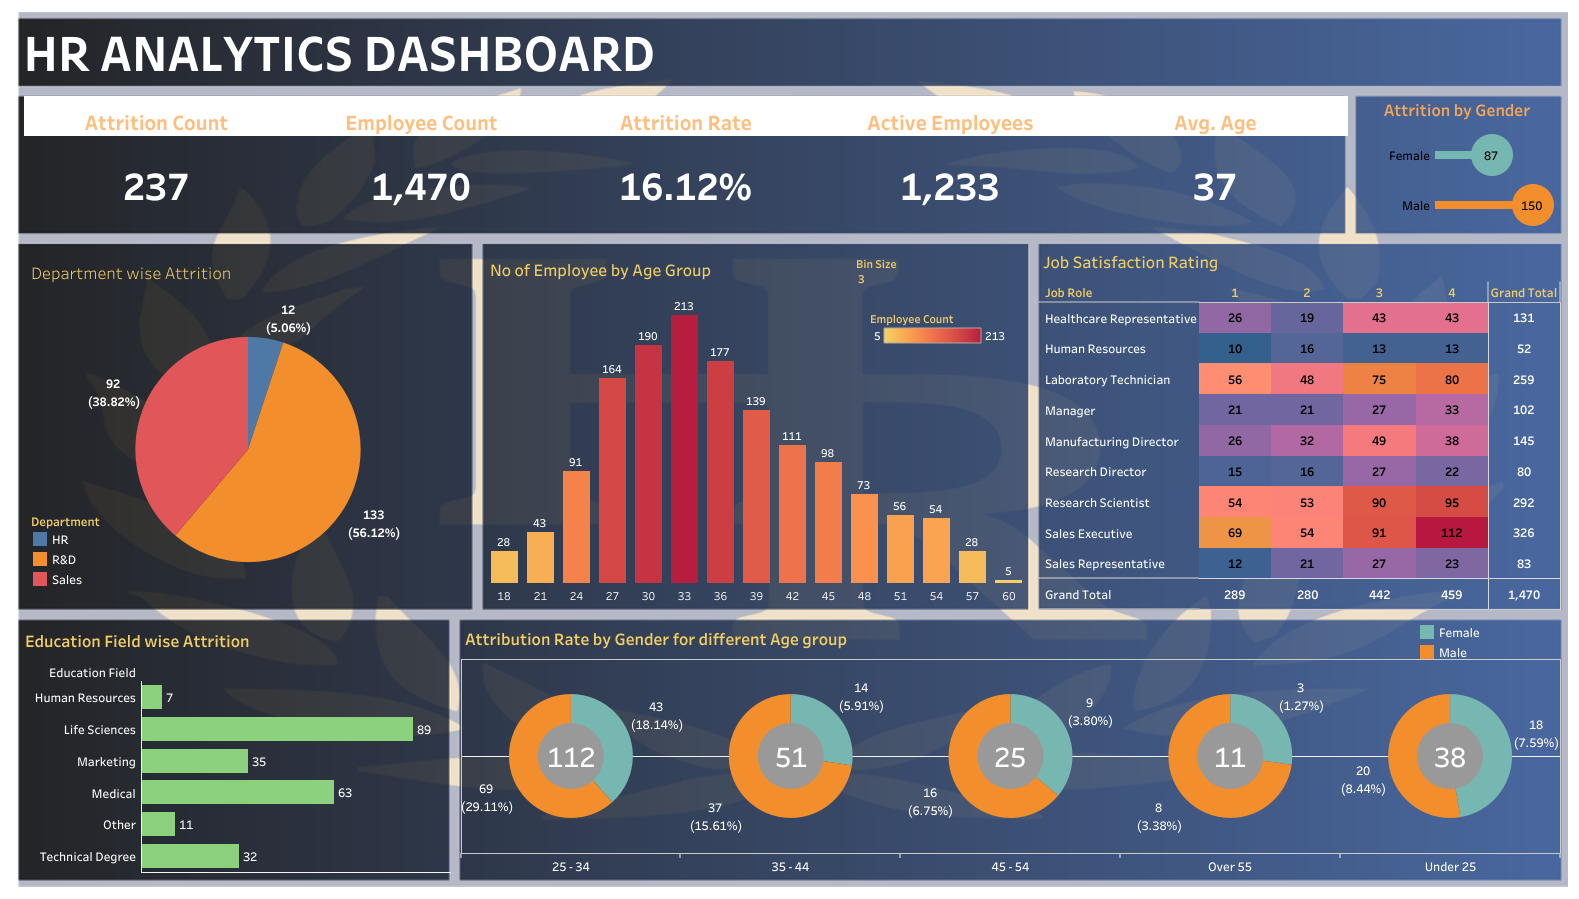 HR ANALYTICS DASHBOARD
Attrition Count Employee Count Attrition Rate Active Employees Avg. Age
237 1,470 16.12% 1,233 37
Attrition by Gender
Female 87
Male 150
Department wise Attrition
12
(5.06%)
92
(38.82%)
133
(56.12%)
Department
HR
R&D
Sales
No of Employee by Age Group
Bin Size
3
Employee Count
5 213
28 43 91 164 190 213 177 139 111 98 73 56 54 28 5
18 21 24 27 30 33 36 39 42 45 48 51 54 57 60
Job Satisfaction Rating
Job Role 1 2 3 4 Grand Total
Healthcare Representative 26 19 43 43 131
Human Resources 10 16 13 13 52
Laboratory Technician 56 48 75 80 259
Manager 21 21 27 33 102
Manufacturing Director 26 32 49 38 145
Research Director 15 16 27 22 80
Research Scientist 54 53 90 95 292
Sales Executive 69 54 91 112 326
Sales Representative 12 21 27 23 83
Grand Total 289 280 442 459 1,470
Education Field wise Attrition
Education Field
Human Resources 7
Life Sciences 89
Marketing 35
Medical 63
Other 11
Technical Degree 32
Attribution Rate by Gender for different Age group
Female
Male
43
(18.14%)
112
69
(29.11%)
14
(5.91%)
51
37
(15.61%)
9
(3.80%)
25
16
(6.75%)
3
(1.27%)
11
8
(3.38%)
18
(7.59%)
38
20
(8.44%)
25 - 34 35 - 44 45 - 54 Over 55 Under 25